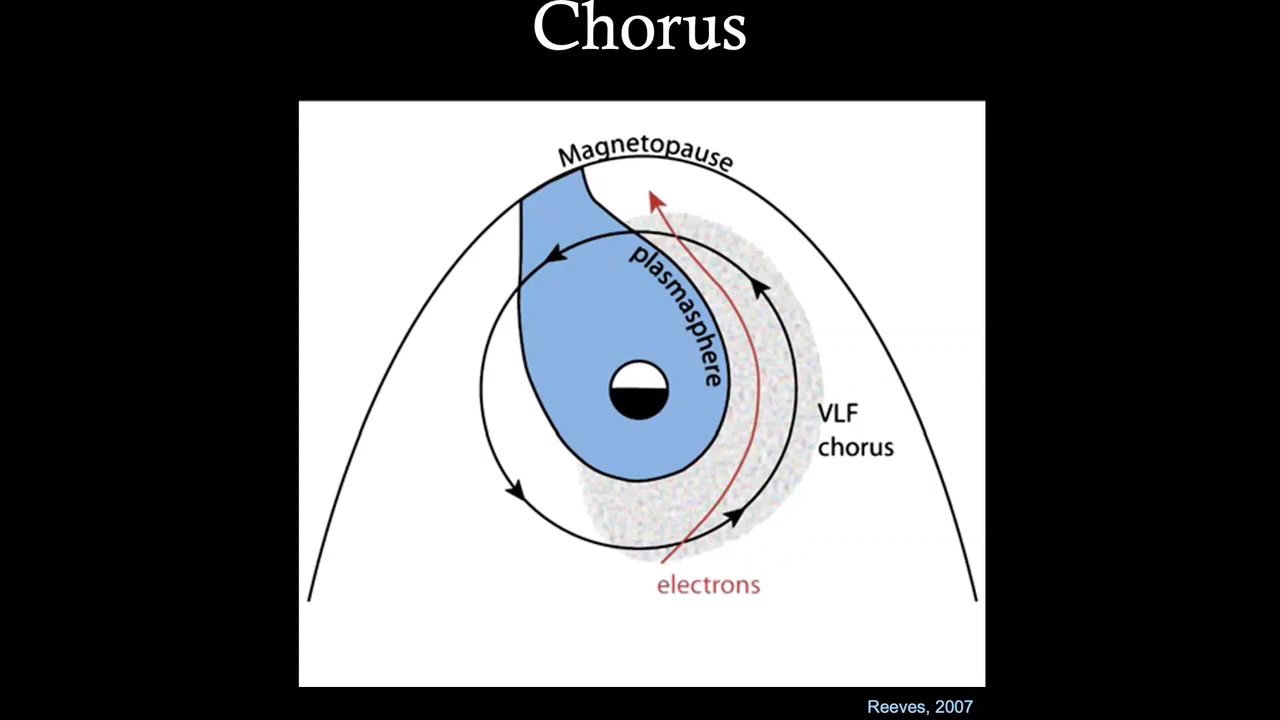 Chorus
Magnetopause
plasmasphere
VLF
chorus
electrons
Reeves, 2007